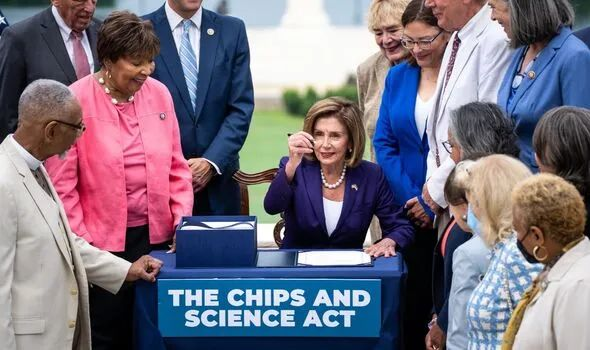 THE CHIPS AND
SCIENCE ACT